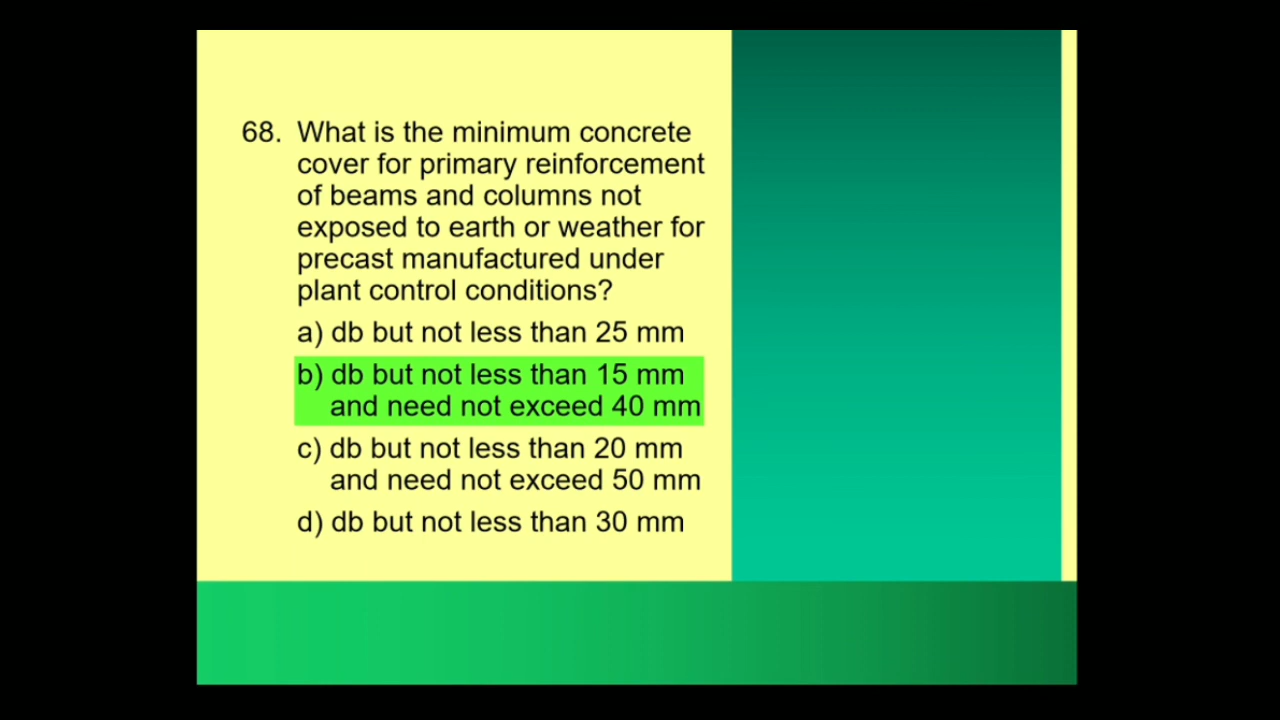 68. What is the minimum concrete
cover for primary reinforcement
of beams and columns not
exposed to earth or weather for
precast manufactured under
plant control conditions?
a) db but not less than 25 mm
b) db but not less than 15 mm
and need not exceed 40 mm
c) db but not less than 20 mm
and need not exceed 50 mm
d) db but not less than 30 mm